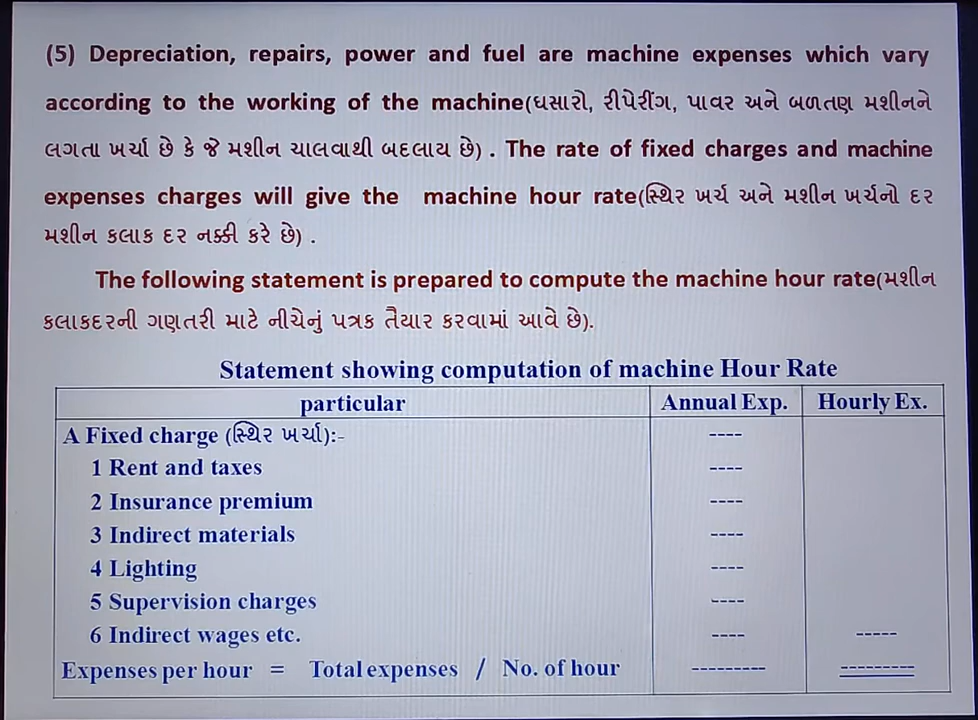 (5) Depreciation, repairs, power and fuel are machine expenses which vary
according to the working of the machine(ઘસારો, રીપેરીંગ, પાવર અને બળતણ મશીનને
લગતા ખર્ચા છે કે જે મશીન ચાલવાથી બદલાય છે) . The rate of fixed charges and machine
expenses charges will give the machine hour rate(સ્થિર ખર્ચ અને મશીન ખર્ચનો દર
મશીન કલાક દર નક્કી કરે છે) .
The following statement is prepared to compute the machine hour rate(મશીન
કલાકદરની ગણતરી માટે નીચેનું પત્રક તૈયાર કરવામાં આવે છે).
Statement showing computation of machine Hour Rate
particular Annual Exp. Hourly Ex.
A Fixed charge (સ્થિર ખર્ચા):- ----
1 Rent and taxes ----
2 Insurance premium ----
3 Indirect materials ----
4 Lighting ----
5 Supervision charges ----
6 Indirect wages etc. ---- -----
Expenses per hour = Total expenses / No. of hour --------- ---------